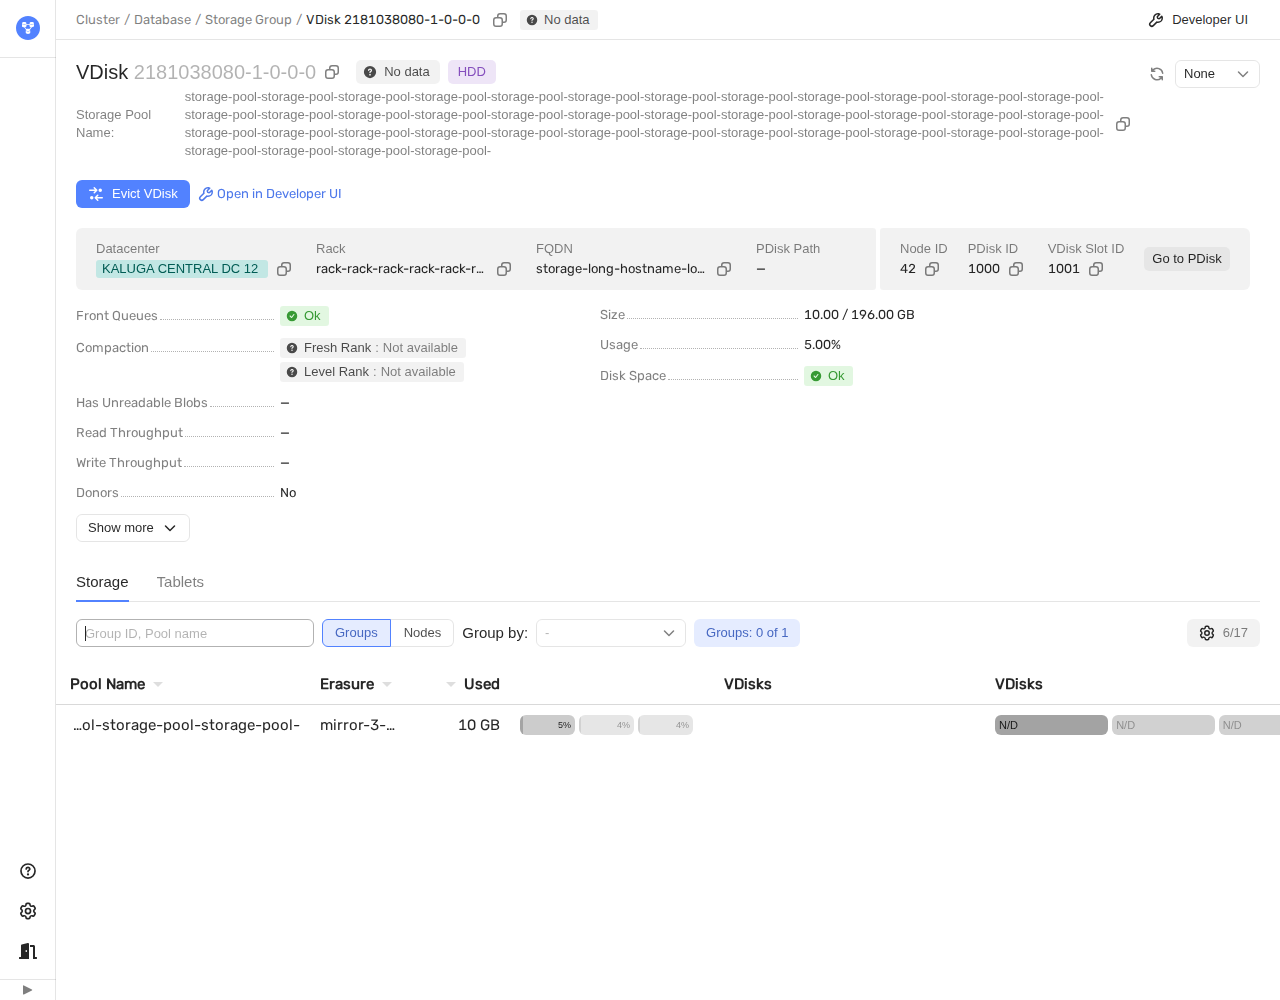 Cluster / Database / Storage Group / VDisk 2181038080-1-0-0-0 No data Developer UI
VDisk 2181038080-1-0-0-0 No data HDD None
Storage Pool Name:
storage-pool-storage-pool-storage-pool-storage-pool-storage-pool-storage-pool-storage-pool-storage-pool-storage-pool-storage-pool-storage-pool-storage-pool-
storage-pool-storage-pool-storage-pool-storage-pool-storage-pool-storage-pool-storage-pool-storage-pool-storage-pool-storage-pool-storage-pool-storage-pool-
storage-pool-storage-pool-storage-pool-storage-pool-storage-pool-storage-pool-storage-pool-storage-pool-storage-pool-storage-pool-storage-pool-storage-pool-
storage-pool-storage-pool-storage-pool-storage-pool-
Evict VDisk Open in Developer UI
Datacenter Rack FQDN PDisk Path Node ID PDisk ID VDisk Slot ID
KALUGA CENTRAL DC 12 rack-rack-rack-rack-rack-r… storage-long-hostname-lo… – 42 1000 1001 Go to PDisk
Front Queues Ok
Compaction Fresh Rank : Not available
Level Rank : Not available
Has Unreadable Blobs –
Read Throughput –
Write Throughput –
Donors No
Size 10.00 / 196.00 GB
Usage 5.00%
Disk Space Ok
Show more
Storage Tablets
Group ID, Pool name Groups Nodes Group by: - Groups: 0 of 1 6/17
Pool Name Erasure Used VDisks VDisks
…ol-storage-pool-storage-pool- mirror-3-… 10 GB 5% 4% 4% N/D N/D N/D